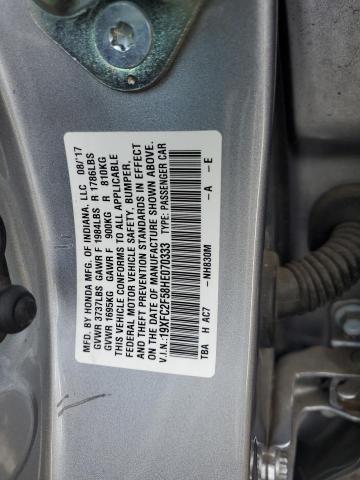 MFD. BY HONDA MFG. OF INDIANA, LLC 08/'17
GVWR 3737LBS GAWR F 1984LBS R 1786LBS
GVWR 1695KG GAWR F 900KG R 810KG
THIS VEHICLE CONFORMS TO ALL APPLICABLE
FEDERAL MOTOR VEHICLE SAFETY, BUMPER,
AND THEFT PREVENTION STANDARDS IN EFFECT
ON THE DATE OF MANUFACTURE SHOWN ABOVE.
V.I.N.:19XFC2F58HE070333 TYPE: PASSENGER CAR
TBA H AC7 - NH830M - A - E